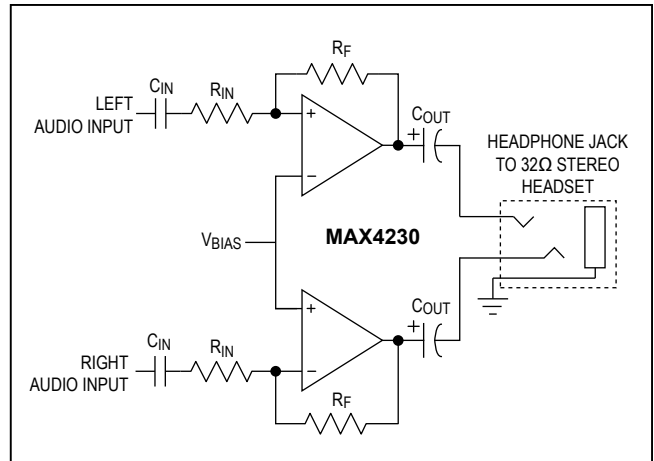 RF
CIN
RIN
LEFT
AUDIO INPUT
+
−
COUT
+
HEADPHONE JACK
TO 32Ω STEREO
HEADSET
VBIAS
MAX4230
CIN
RIN
RIGHT
AUDIO INPUT
+
−
COUT
+
RF